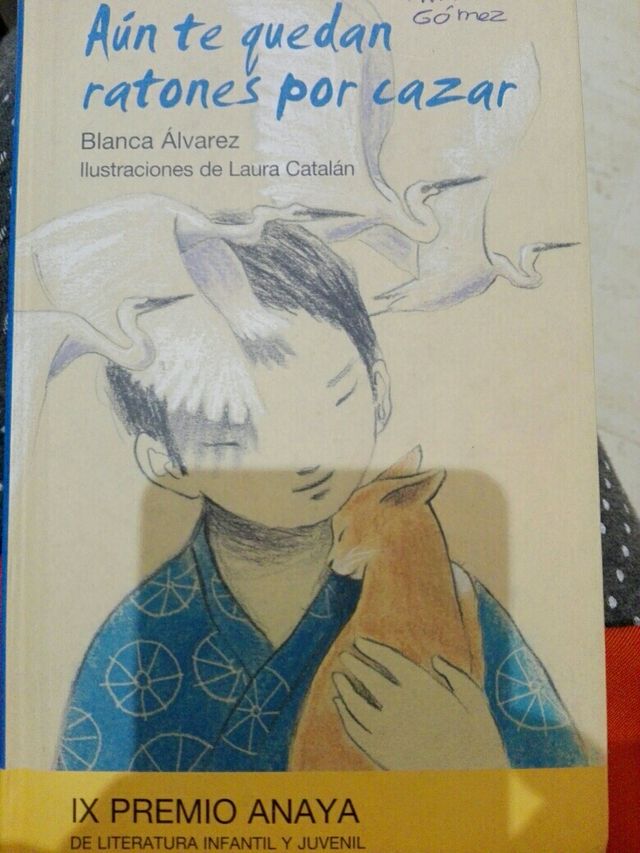 Gómez
Aún te quedan
ratones por cazar
Blanca Álvarez
Ilustraciones de Laura Catalán
IX PREMIO ANAYA
DE LITERATURA INFANTIL Y JUVENIL